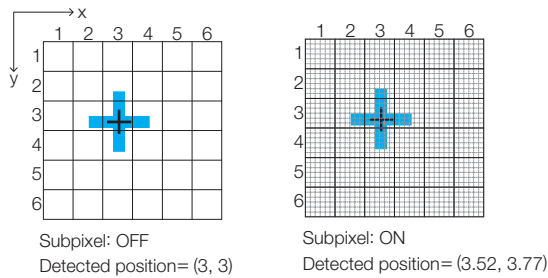 x
y
1 2 3 4 5 6
1
2
3
4
5
6
Subpixel: OFF
Detected position= (3, 3)
1 2 3 4 5 6
1
2
3
4
5
6
Subpixel: ON
Detected position= (3.52, 3.77)